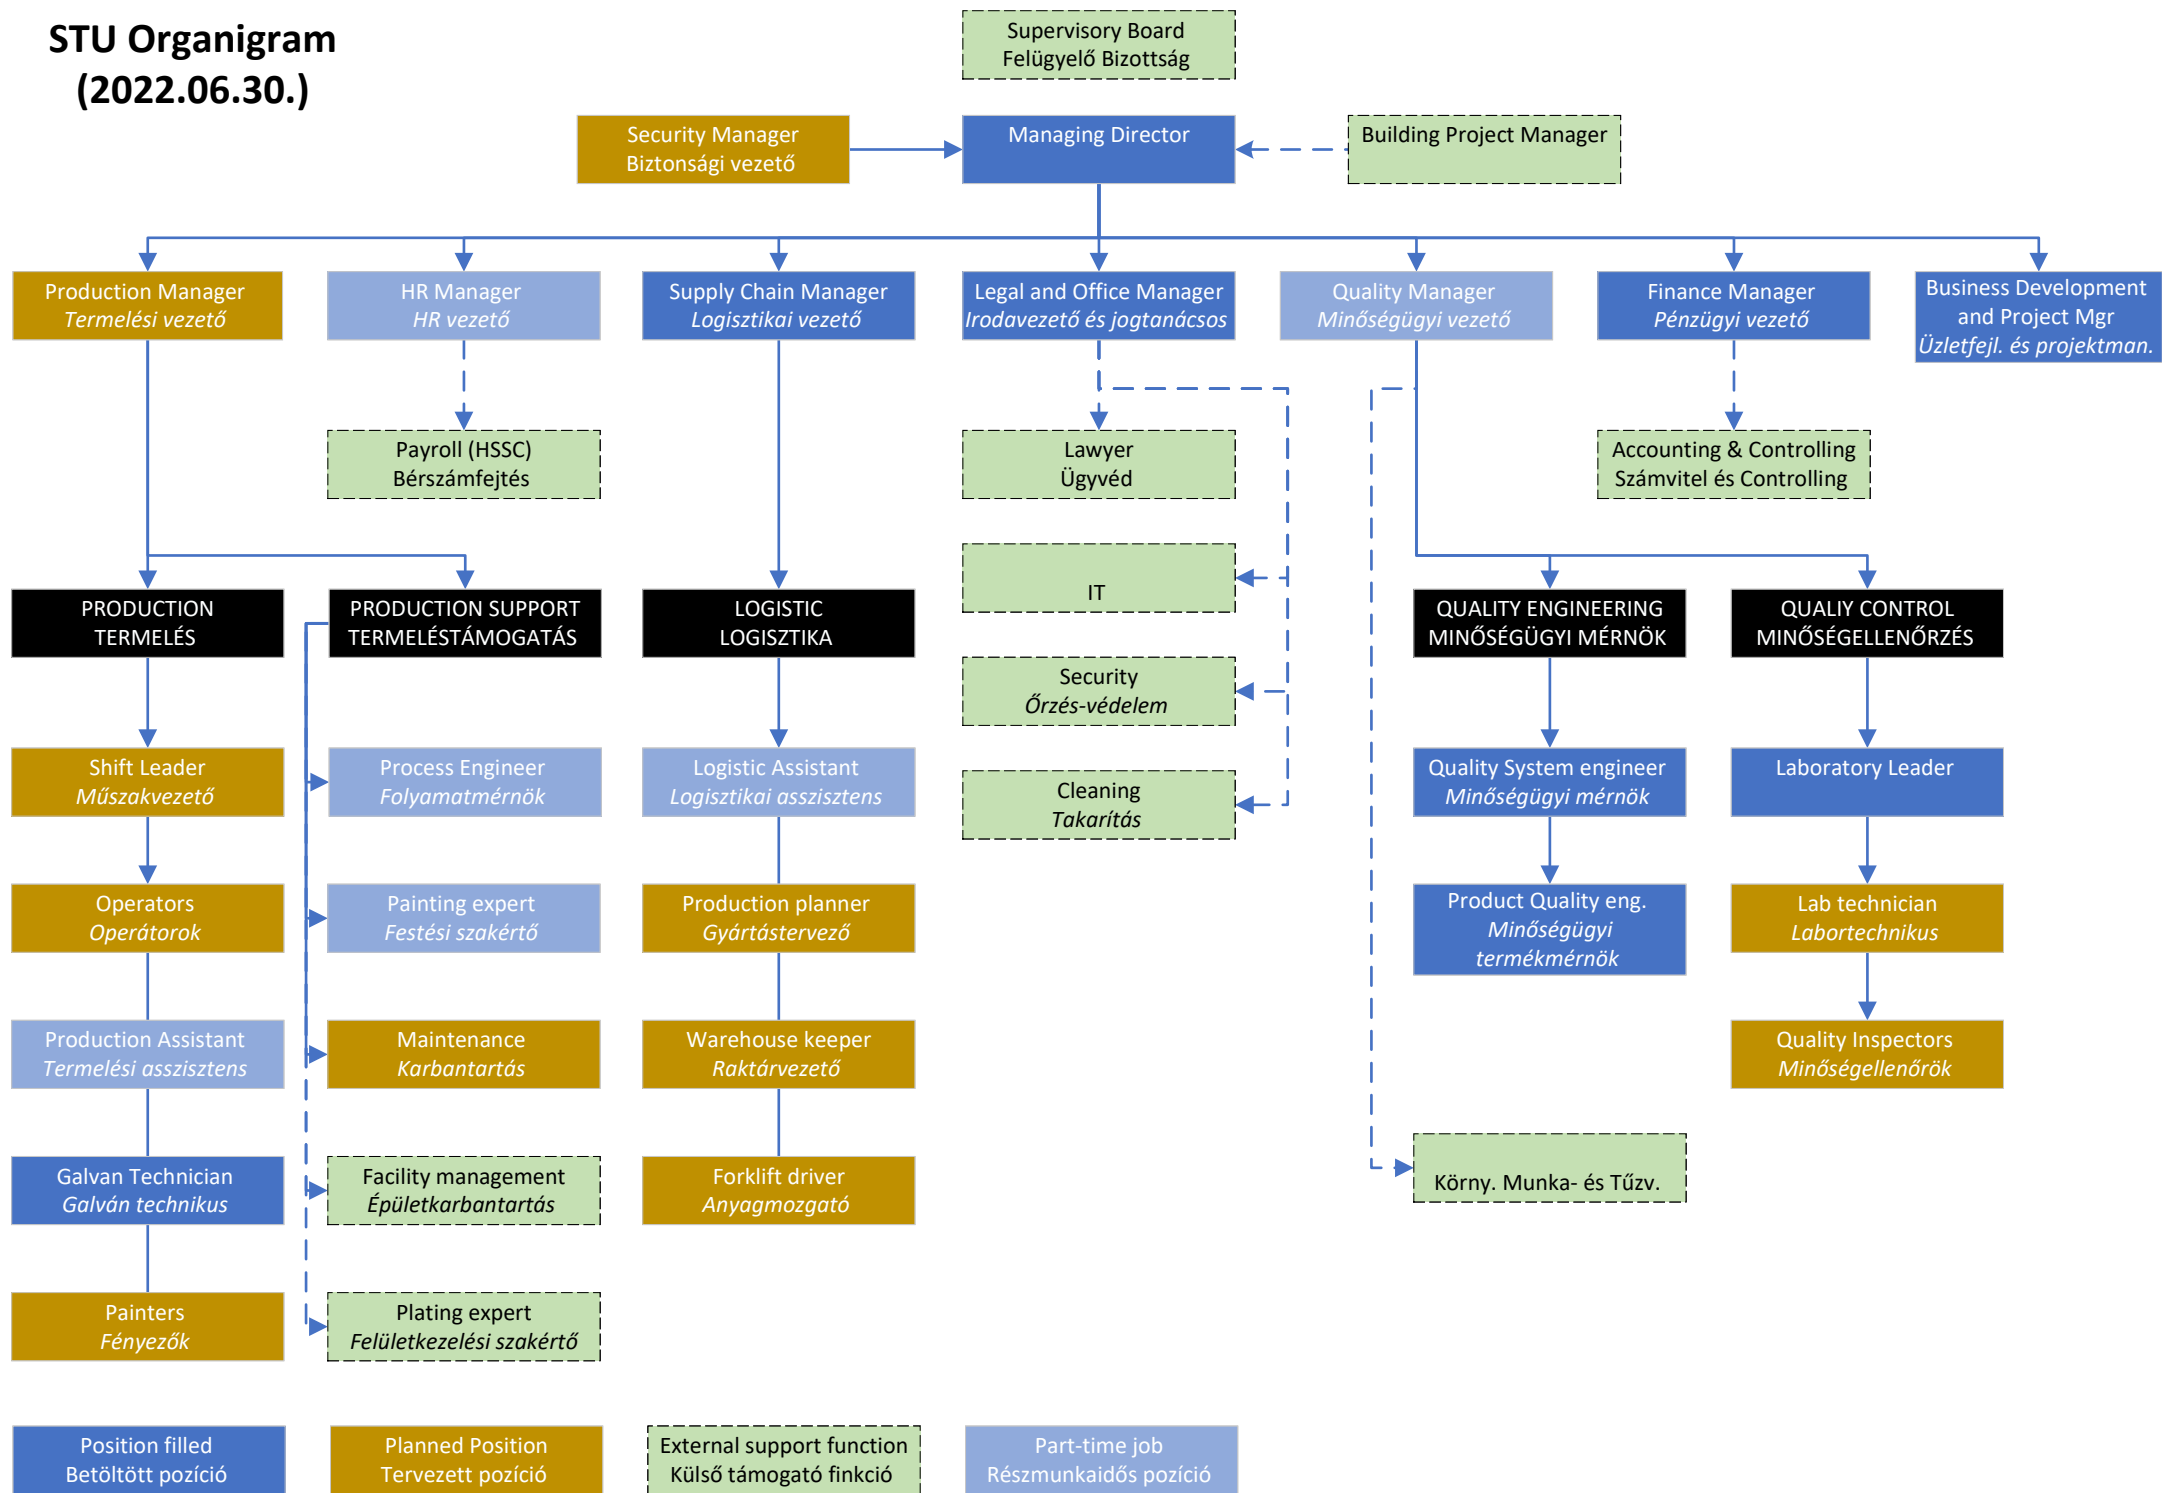 STU Organigram
(2022.06.30.)
Supervisory Board
Felügyelő Bizottság
Security Manager
Biztonsági vezető
Managing Director
Building Project Manager
Production Manager
Termelési vezető
HR Manager
HR vezető
Supply Chain Manager
Logisztikai vezető
Legal and Office Manager
Irodavezető és jogtanácsos
Quality Manager
Minőségügyi vezető
Finance Manager
Pénzügyi vezető
Business Development
and Project Mgr
Üzletfejl. és projektman.
Payroll (HSSC)
Bérszámfejtés
Lawyer
Ügyvéd
Accounting & Controlling
Számvitel és Controlling
PRODUCTION
TERMELÉS
PRODUCTION SUPPORT
TERMELÉSTÁMOGATÁS
LOGISTIC
LOGISZTIKA
IT
QUALITY ENGINEERING
MINŐSÉGÜGYI MÉRNÖK
QUALIY CONTROL
MINŐSÉGELLENŐRZÉS
Security
Őrzés-védelem
Shift Leader
Műszakvezető
Process Engineer
Folyamatmérnök
Logistic Assistant
Logisztikai asszisztens
Cleaning
Takarítás
Quality System engineer
Minőségügyi mérnök
Laboratory Leader
Operators
Operátorok
Painting expert
Festési szakértő
Production planner
Gyártástervező
Product Quality eng.
Minőségügyi
termékmérnök
Lab technician
Labortechnikus
Production Assistant
Termelési asszisztens
Maintenance
Karbantartás
Warehouse keeper
Raktárvezető
Quality Inspectors
Minőségellenőrök
Galvan Technician
Galván technikus
Facility management
Épületkarbantartás
Forklift driver
Anyagmozgató
Körny. Munka- és Tűzv.
Painters
Fényezők
Plating expert
Felületkezelési szakértő
Position filled
Betöltött pozíció
Planned Position
Tervezett pozíció
External support function
Külső támogató finkció
Part-time job
Részmunkaidős pozíció